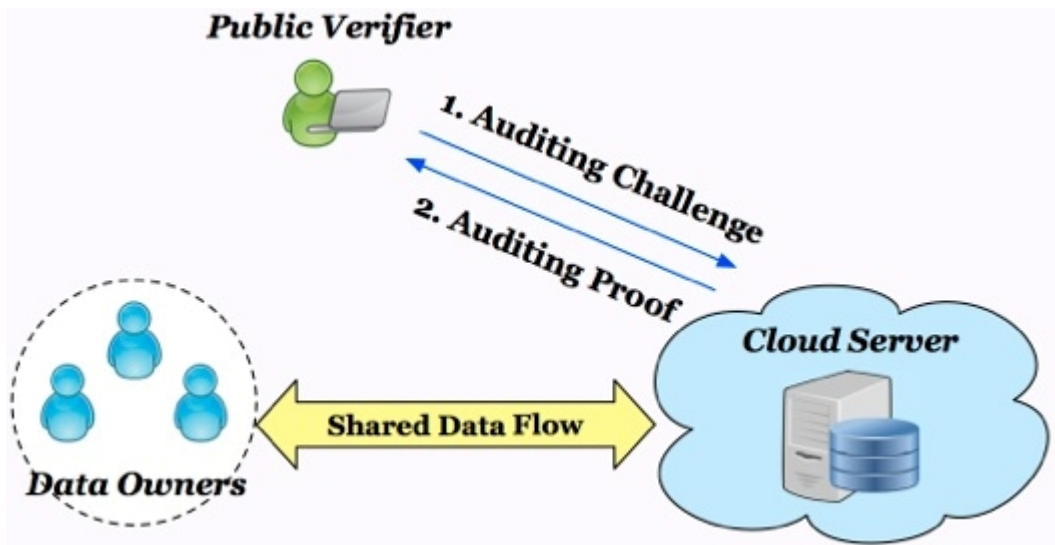 Public Verifier
1. Auditing Challenge
2. Auditing Proof
Cloud Server
Shared Data Flow
Data Owners